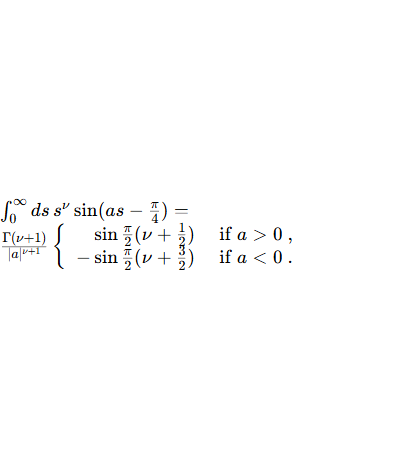 ∫₀^∞ ds s^ν sin(as − π/4) =
Γ(ν+1)/|a|^(ν+1) { sin π/2(ν + 1/2) if a > 0 ,
− sin π/2(ν + 3/2) if a < 0 .